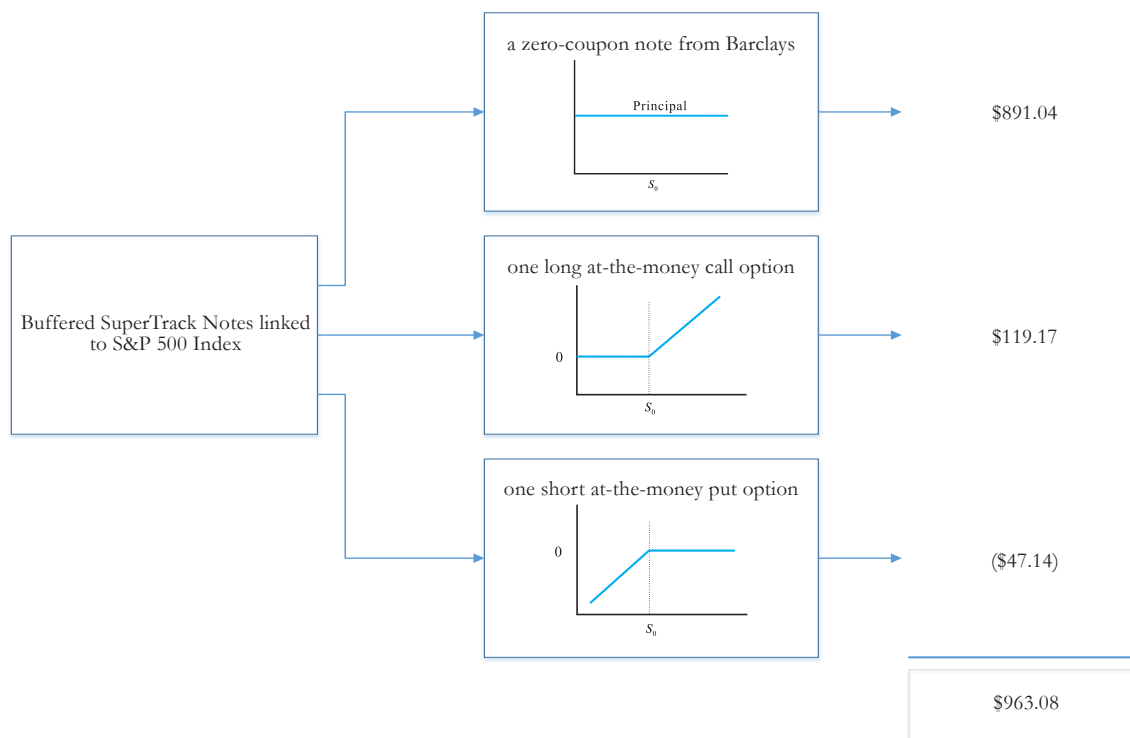 a zero-coupon note from Barclays
Principal
S₀
$891.04
Buffered SuperTrack Notes linked
to S&P 500 Index
one long at-the-money call option
0
S₀
$119.17
one short at-the-money put option
0
S₀
($47.14)
$963.08